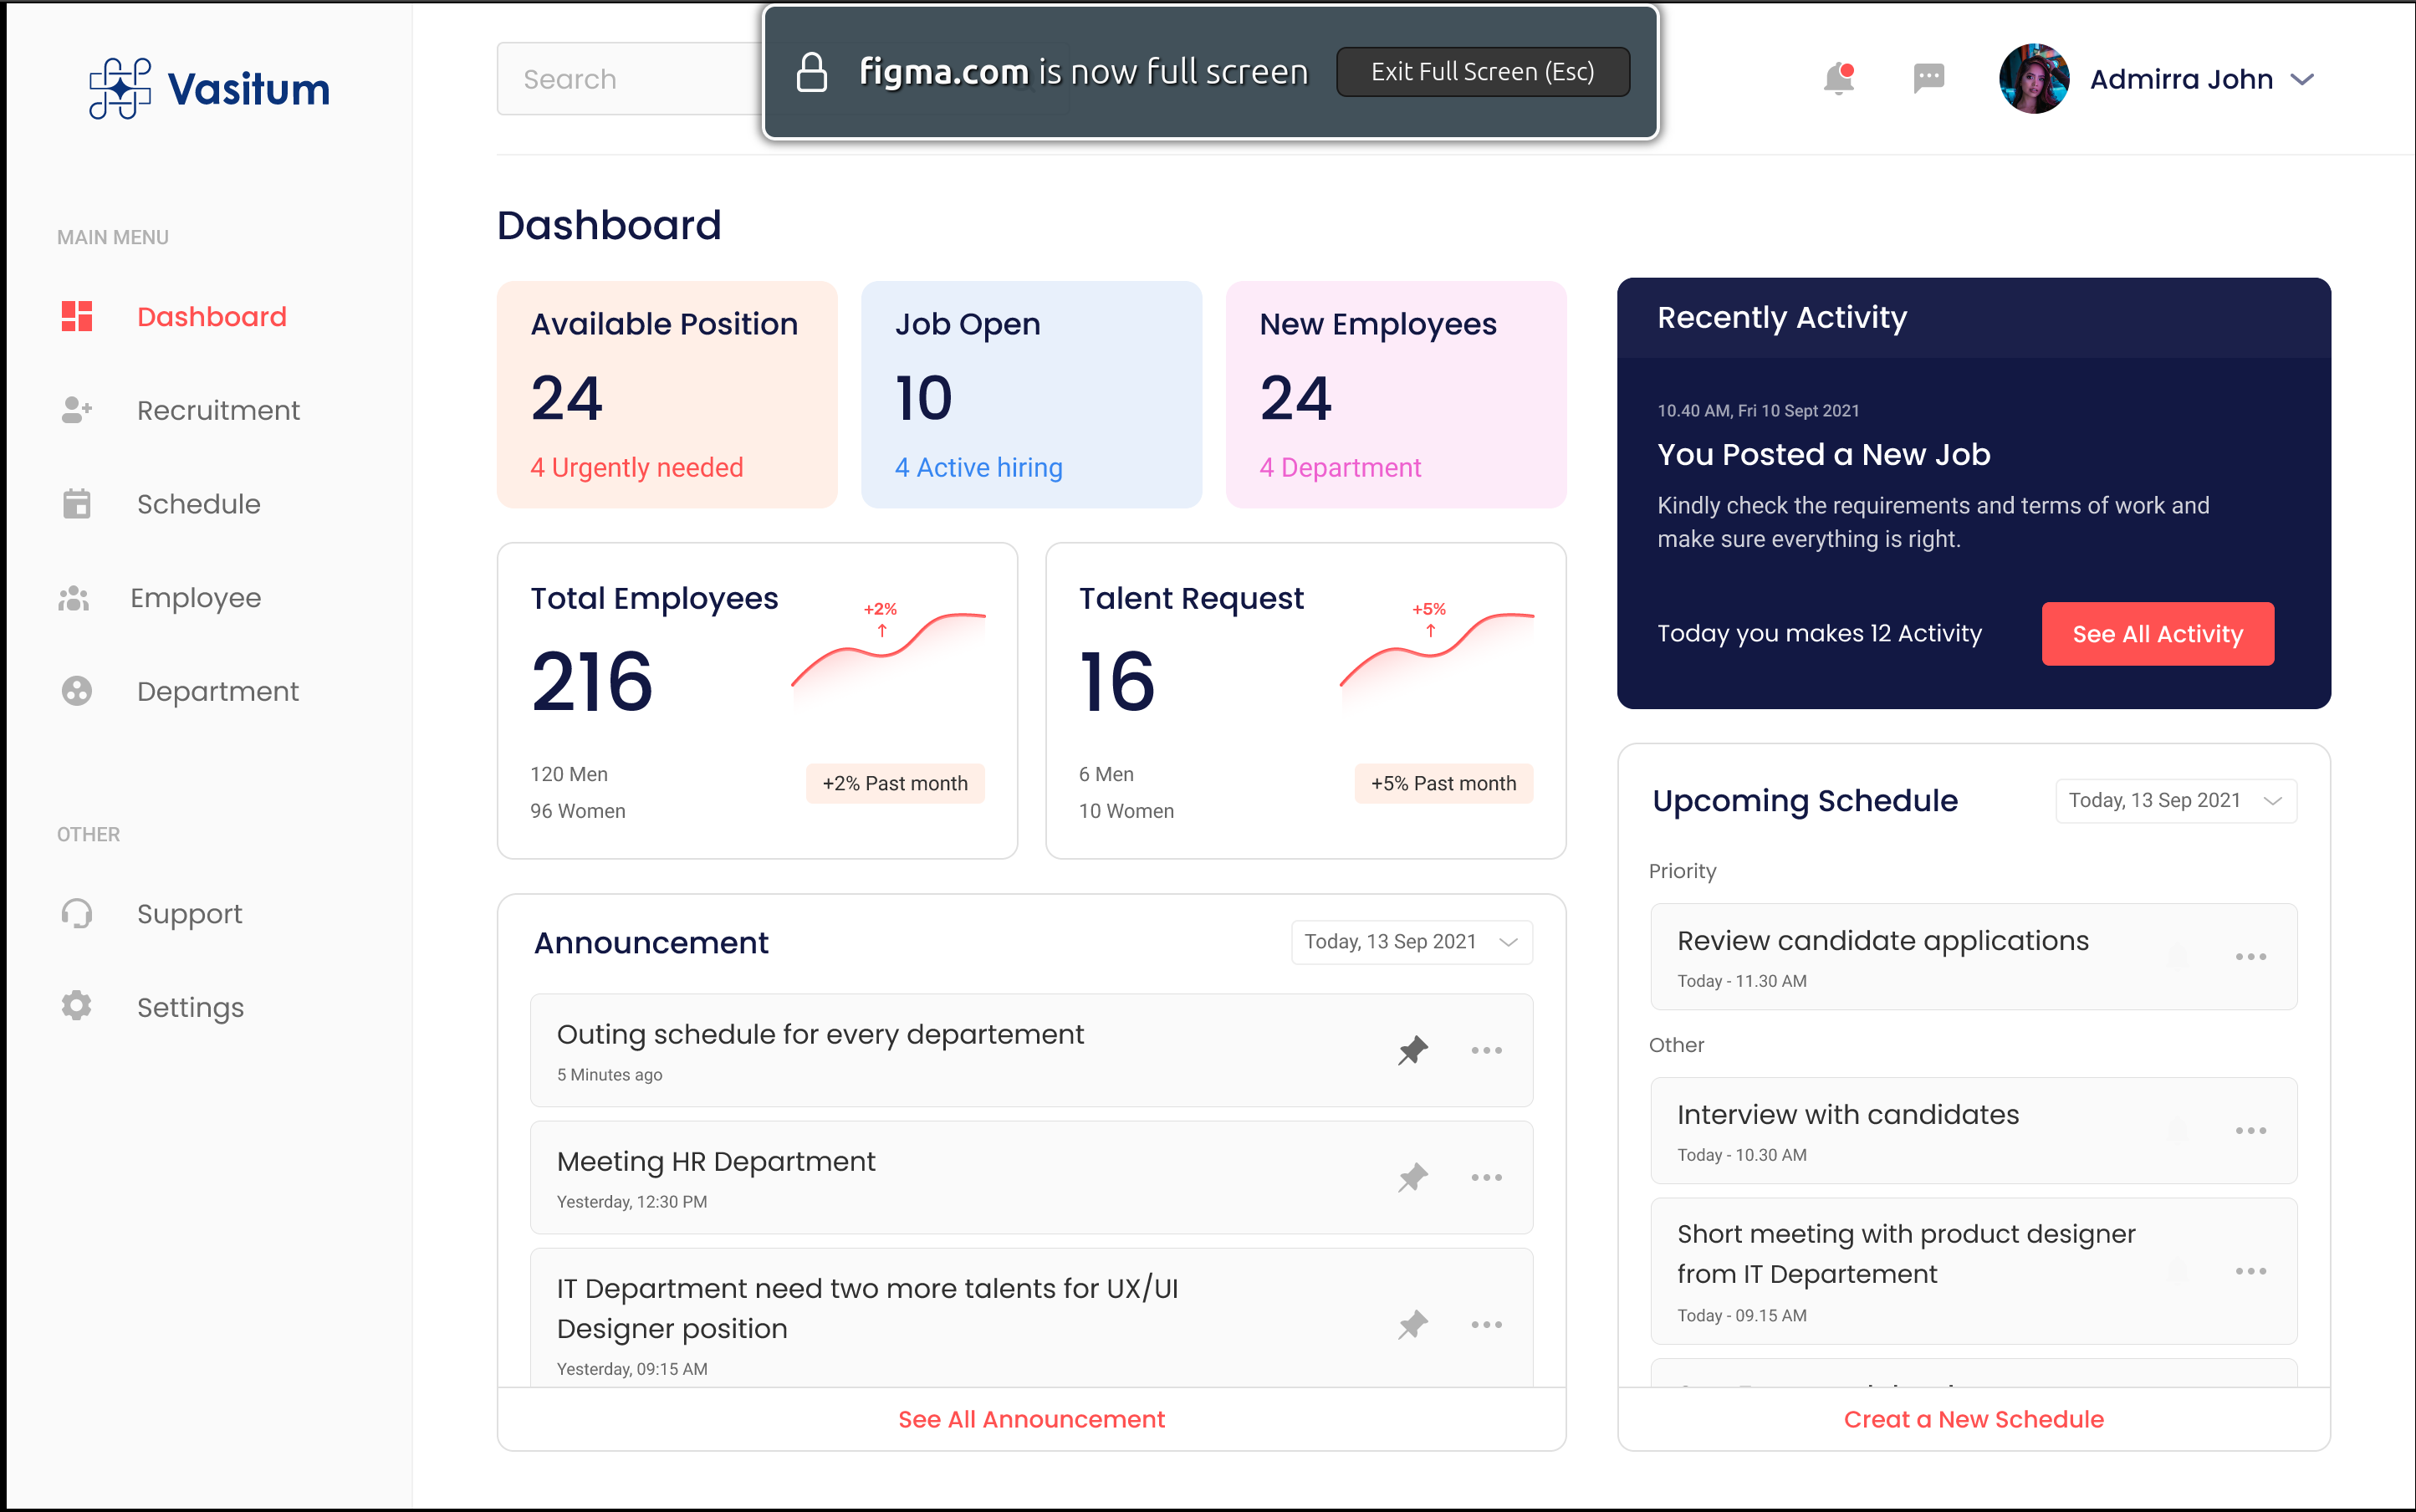 Vasitum
Search
figma.com is now full screen
Exit Full Screen (Esc)
Admirra John
MAIN MENU
Dashboard
Recruitment
Schedule
Employee
Department
OTHER
Support
Settings
Dashboard
Available Position
24
4 Urgently needed
Job Open
10
4 Active hiring
New Employees
24
4 Department
Total Employees
216
+2%
120 Men
96 Women
+2% Past month
Talent Request
16
+5%
6 Men
10 Women
+5% Past month
Announcement
Today, 13 Sep 2021
Outing schedule for every departement
5 Minutes ago
Meeting HR Department
Yesterday, 12:30 PM
IT Department need two more talents for UX/UI
Designer position
Yesterday, 09:15 AM
See All Announcement
Recently Activity
10.40 AM, Fri 10 Sept 2021
You Posted a New Job
Kindly check the requirements and terms of work and
make sure everything is right.
Today you makes 12 Activity
See All Activity
Upcoming Schedule
Today, 13 Sep 2021
Priority
Review candidate applications
Today - 11.30 AM
Other
Interview with candidates
Today - 10.30 AM
Short meeting with product designer
from IT Departement
Today - 09.15 AM
Creat a New Schedule